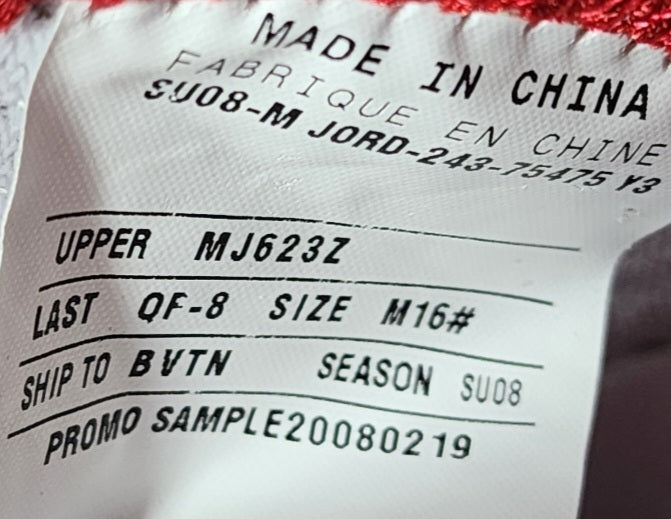 MADE IN CHINA
FABRIQUE EN CHINE
SU08-M JORD-243-75475 Y3
UPPER MJ623Z
LAST QF-8 SIZE M16#
SHIP TO BVTN SEASON SU08
PROMO SAMPLE20080219